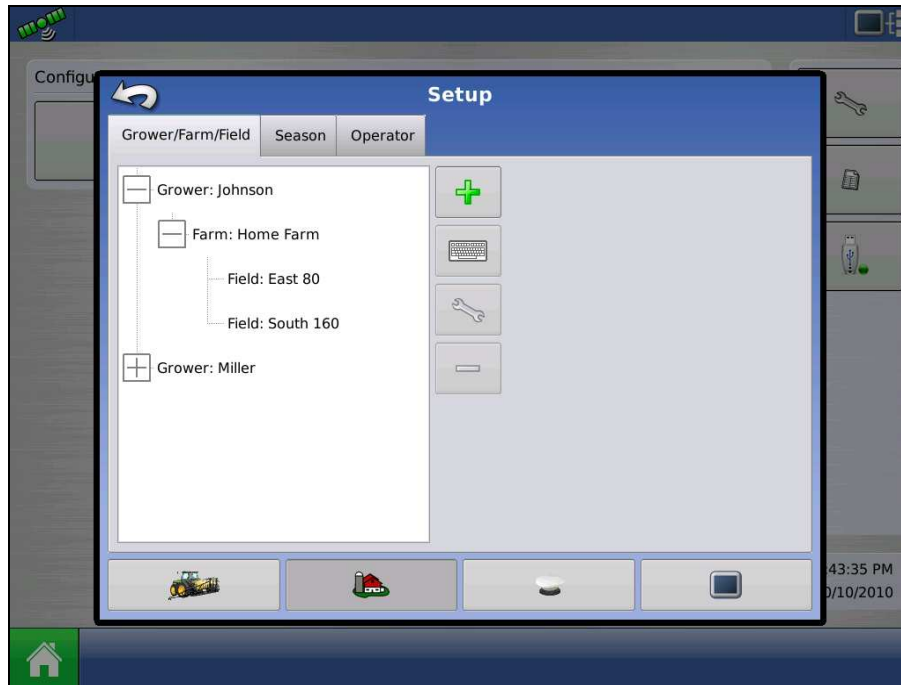 Configu
Setup
Grower/Farm/Field Season Operator
Grower: Johnson
Farm: Home Farm
Field: East 80
Field: South 160
Grower: Miller
43:35 PM
0/10/2010